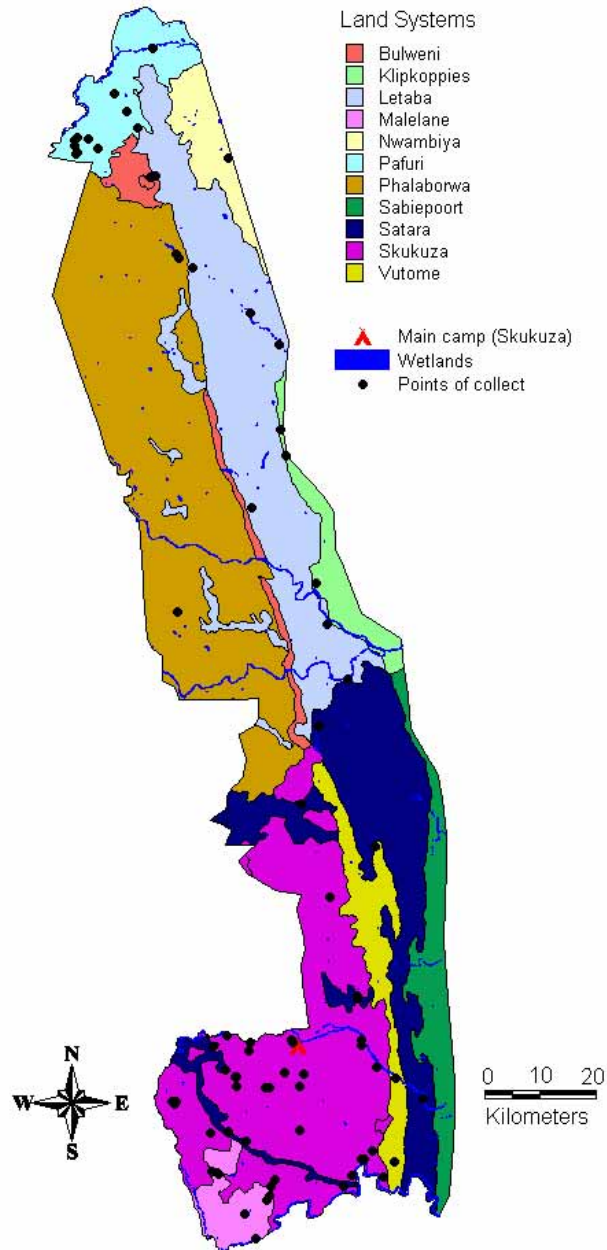 Land Systems
Bulweni
Klipkoppies
Letaba
Malelane
Nwambiya
Pafuri
Phalaborwa
Sabiepoort
Satara
Skukuza
Vutome
Main camp (Skukuza)
Wetlands
Points of collect
N
W E
S
0 10 20
Kilometers